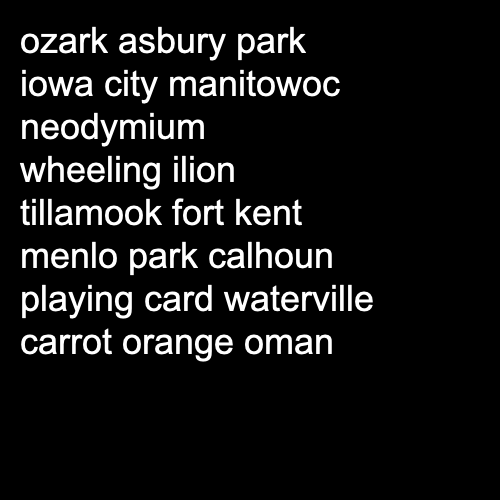 ozark asbury park
iowa city manitowoc
neodymium
wheeling ilion
tillamook fort kent
menlo park calhoun
playing card waterville
carrot orange oman